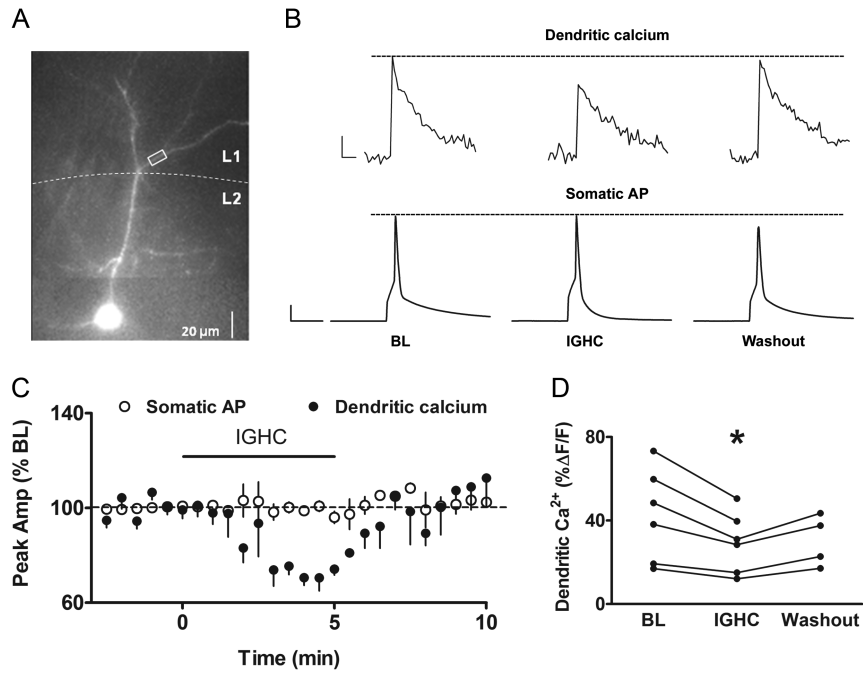 A
L1
L2
20 µm
B
Dendritic calcium
Somatic AP
BL
IGHC
Washout
C
Somatic AP
Dendritic calcium
IGHC
Peak Amp (% BL)
140
100
60
0
5
10
Time (min)
D
*
Dendritic Ca²⁺ (%ΔF/F)
80
40
0
BL
IGHC
Washout